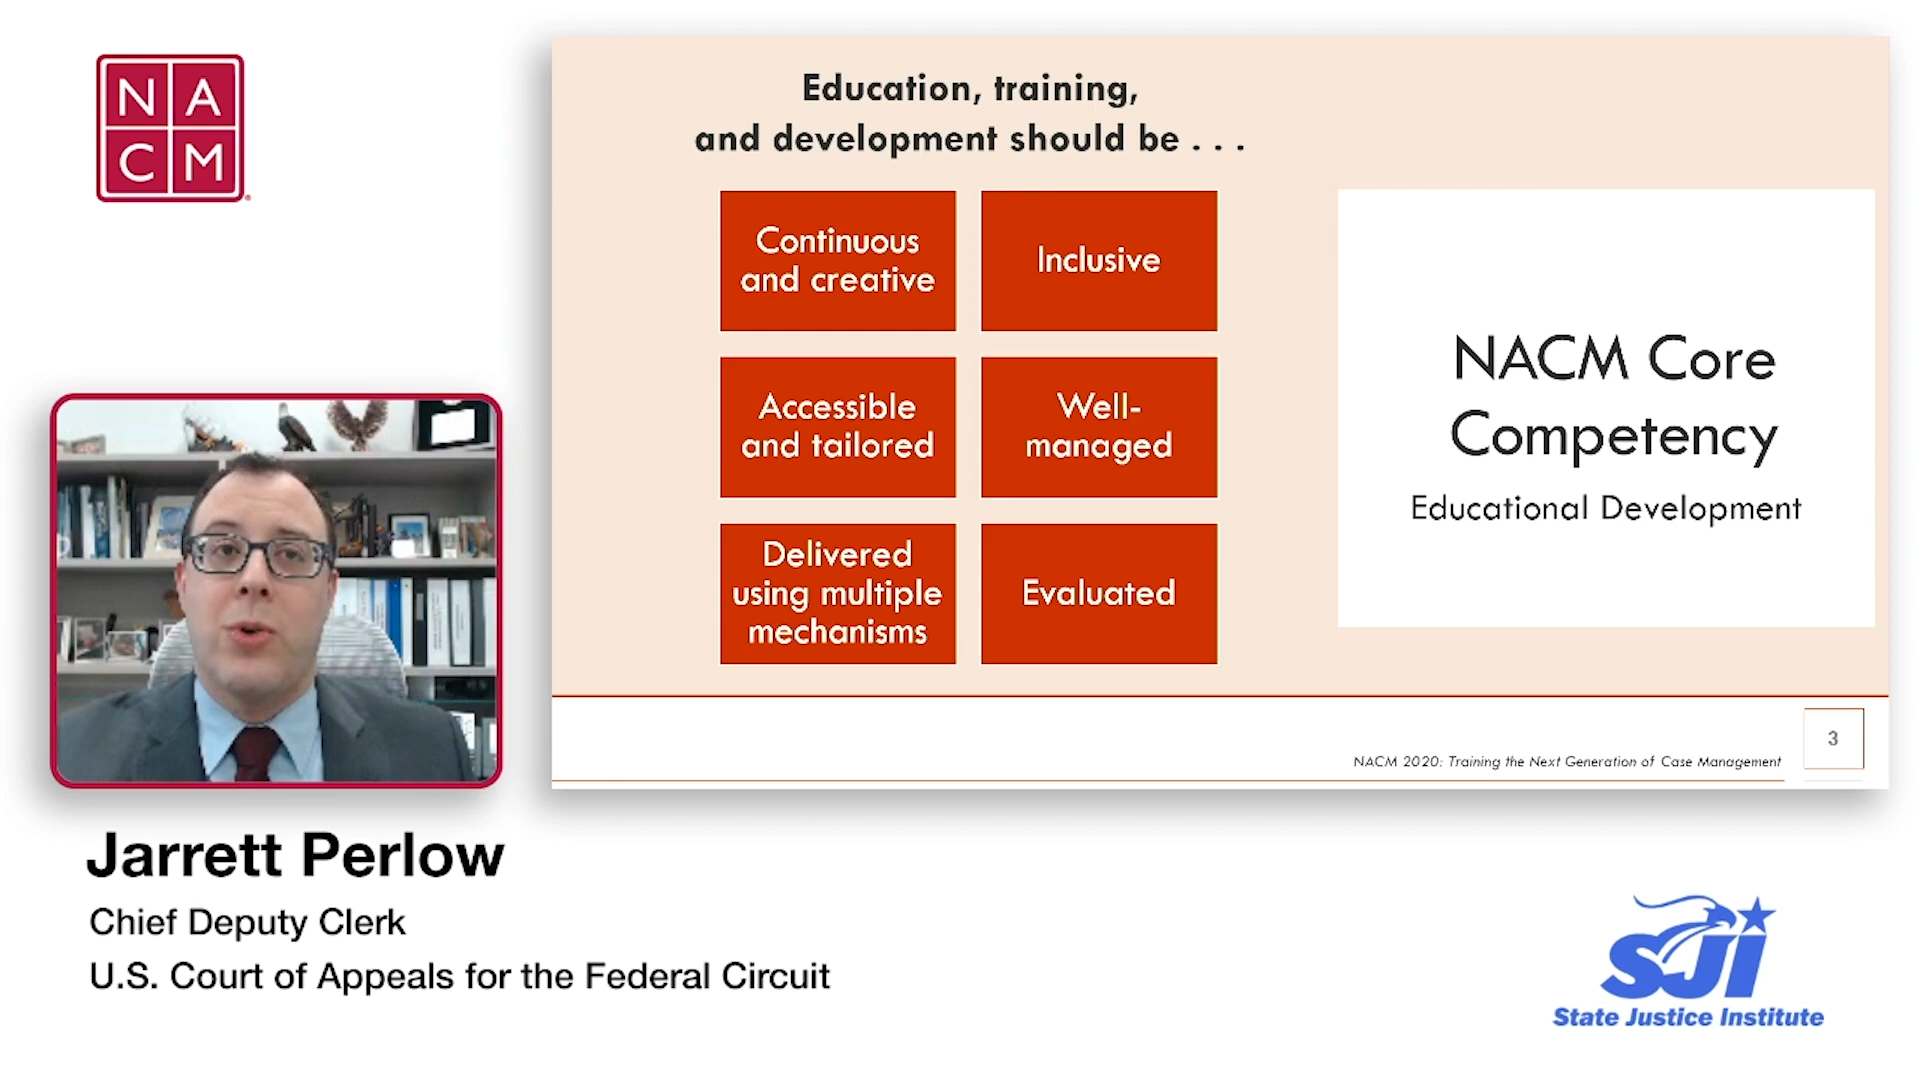 N A
C M
Education, training,
and development should be . . .
Continuous
and creative
Inclusive
Accessible
and tailored
Well-
managed
Delivered
using multiple
mechanisms
Evaluated
NACM Core
Competency
Educational Development
NACM 2020: Training the Next Generation of Case Management
3
Jarrett Perlow
Chief Deputy Clerk
U.S. Court of Appeals for the Federal Circuit
SJI
State Justice Institute